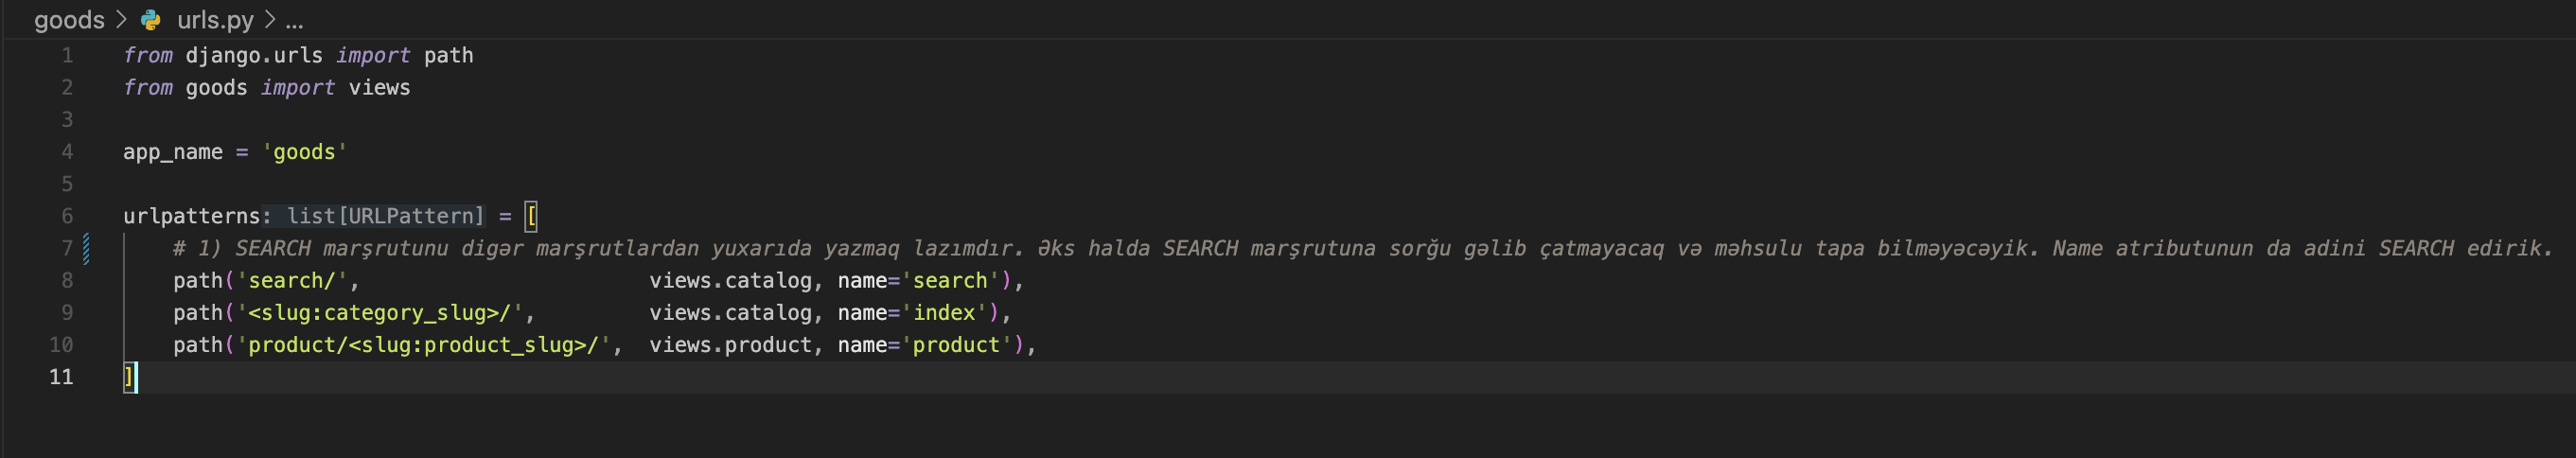 goods > urls.py > ...
1 from django.urls import path
2 from goods import views
3
4 app_name = 'goods'
5
6 urlpatterns: list[URLPattern] = [
7 # 1) SEARCH marşrutunu digər marşrutlardan yuxarıda yazmaq lazımdır. Əks halda SEARCH marşrutuna sorğu gəlib çatmayacaq və məhsulu tapa bilməyəcəyik. Name atributunun da adini SEARCH edirik.
8 path('search/', views.catalog, name='search'),
9 path('<slug:category_slug>/', views.catalog, name='index'),
10 path('product/<slug:product_slug>/', views.product, name='product'),
11 ]